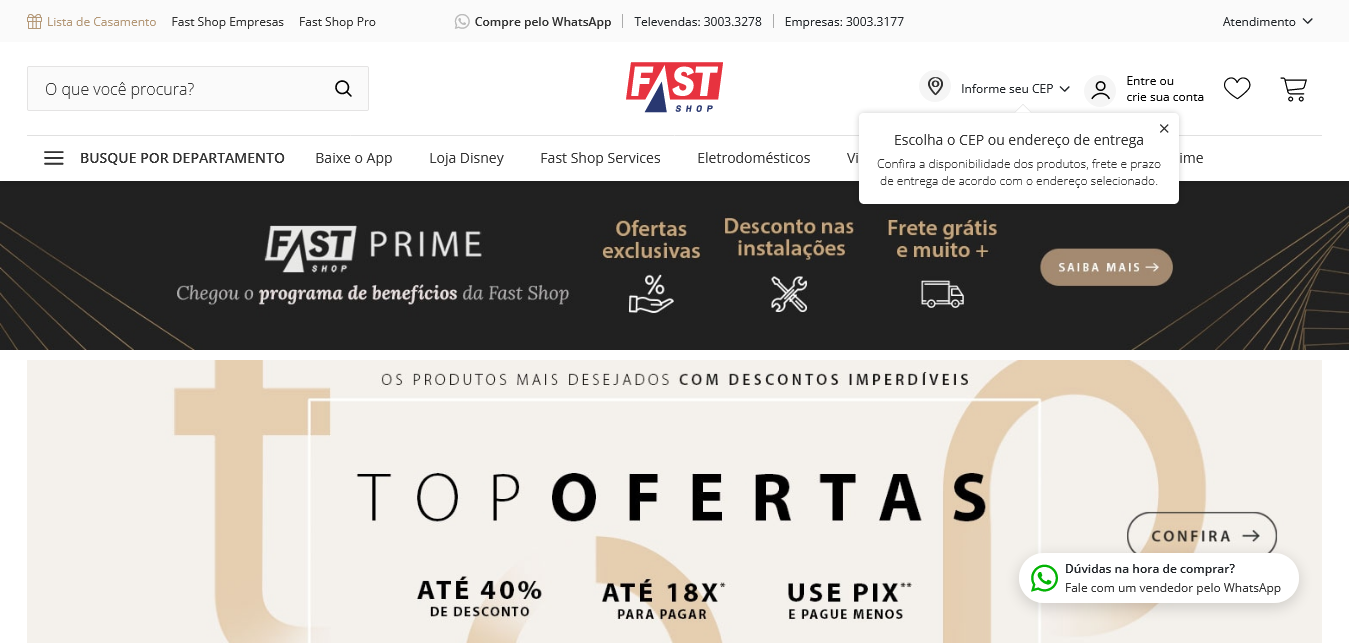 Lista de Casamento Fast Shop Empresas Fast Shop Pro Compre pelo WhatsApp Televendas: 3003.3278 Empresas: 3003.3177 Atendimento
O que você procura?
FAST
SHOP
Informe seu CEP
Entre ou
crie sua conta
Escolha o CEP ou endereço de entrega
Confira a disponibilidade dos produtos, frete e prazo
de entrega de acordo com o endereço selecionado.
BUSQUE POR DEPARTAMENTO Baixe o App Loja Disney Fast Shop Services Eletrodomésticos Ví ime
FAST
SHOP
PRIME
Chegou o programa de benefícios da Fast Shop
Ofertas
exclusivas
%
Desconto nas
instalações
Frete grátis
e muito +
SAIBA MAIS
OS PRODUTOS MAIS DESEJADOS COM DESCONTOS IMPERDÍVEIS
TOP OFERTAS
CONFIRA
ATÉ 40%
DE DESCONTO
ATÉ 18X*
PARA PAGAR
USE PIX**
E PAGUE MENOS
Dúvidas na hora de comprar?
Fale com um vendedor pelo WhatsApp